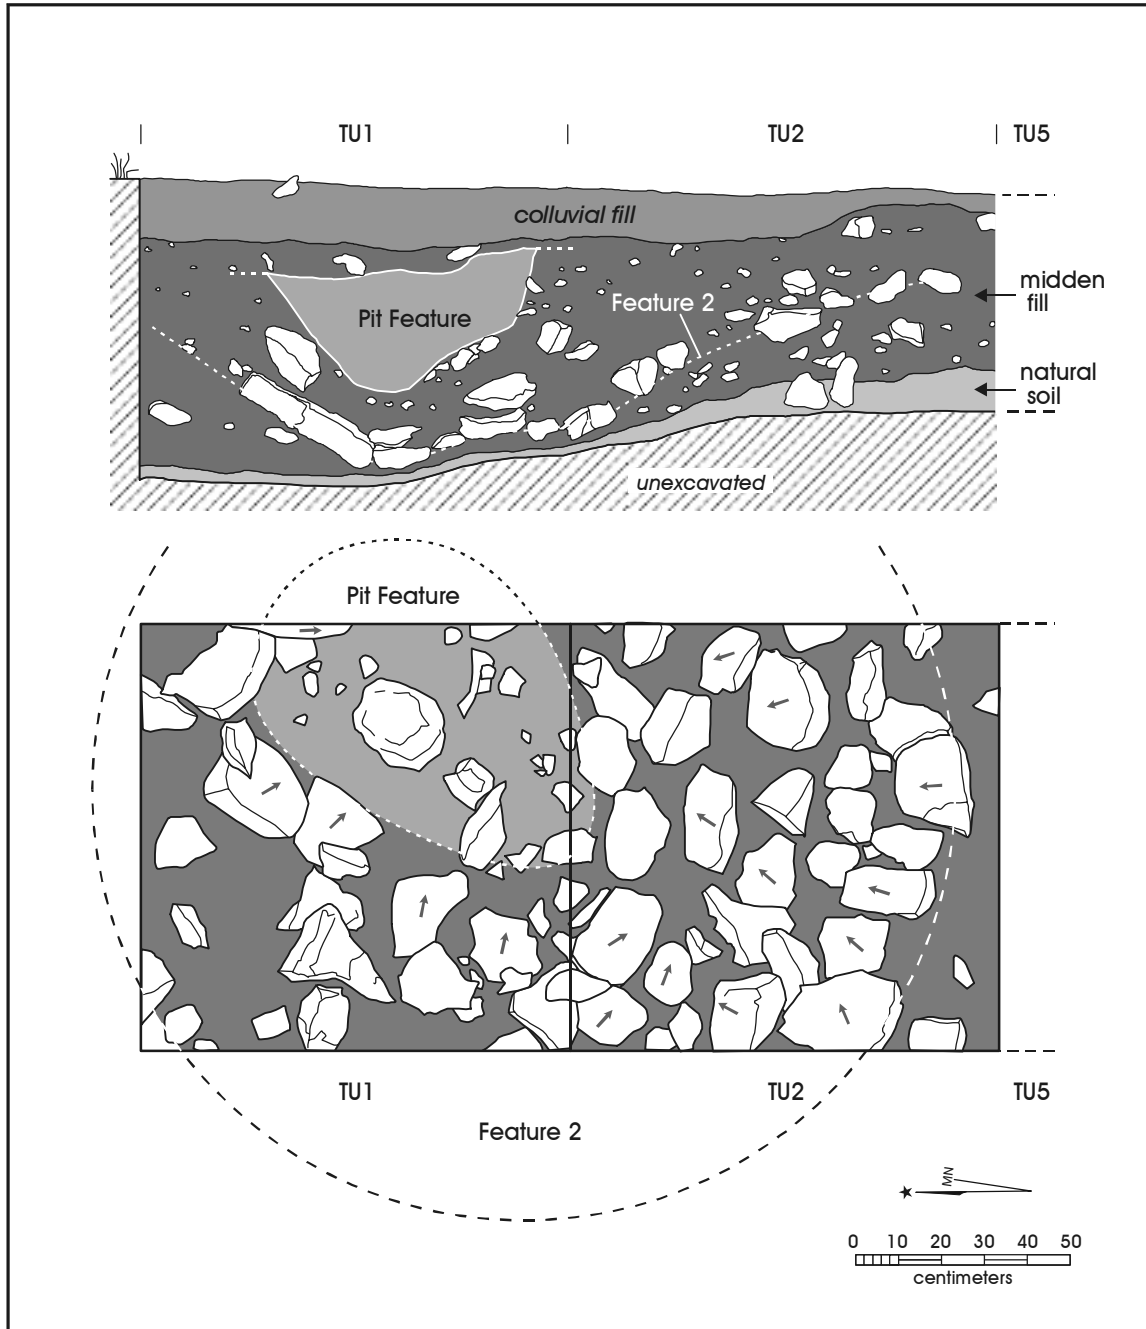 TU1 TU2 TU5
colluvial fill
Feature 2
midden
fill
Pit Feature
natural
soil
unexcavated
Pit Feature
TU1 TU2 TU5
Feature 2
MN
0 10 20 30 40 50
centimeters